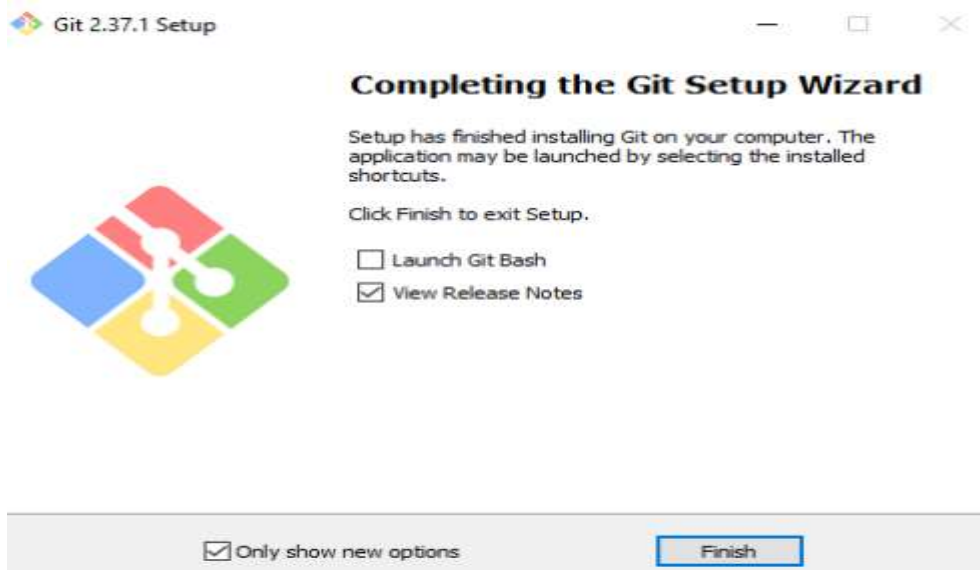 Git 2.37.1 Setup
Completing the Git Setup Wizard
Setup has finished installing Git on your computer. The
application may be launched by selecting the installed
shortcuts.
Click Finish to exit Setup.
Launch Git Bash
View Release Notes
Only show new options
Finish